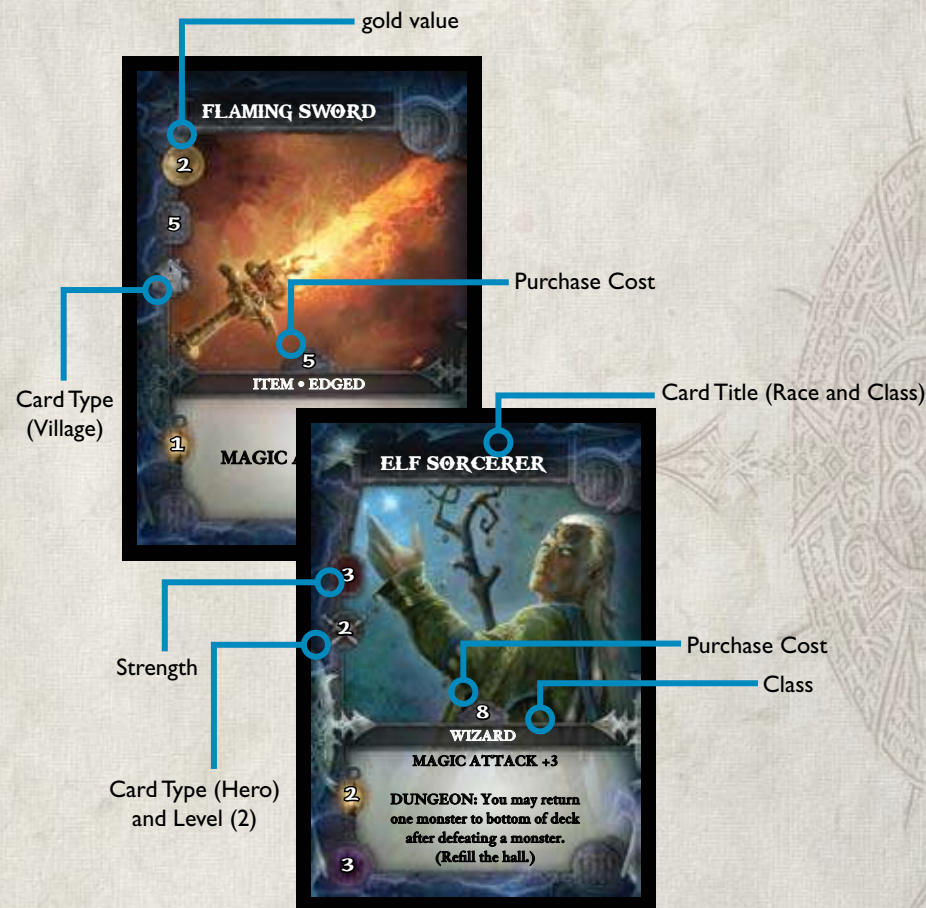 gold value
FLAMING SWORD
2
5
Purchase Cost
5
ITEM • EDGED
Card Type
(Village)
1
MAGIC
Card Title (Race and Class)
ELF SORCERER
3
2
Strength
Purchase Cost
Class
8
WIZARD
MAGIC ATTACK +3
Card Type (Hero)
and Level (2)
2
DUNGEON: You may return
one monster to bottom of deck
after defeating a monster.
(Refill the hall.)
3